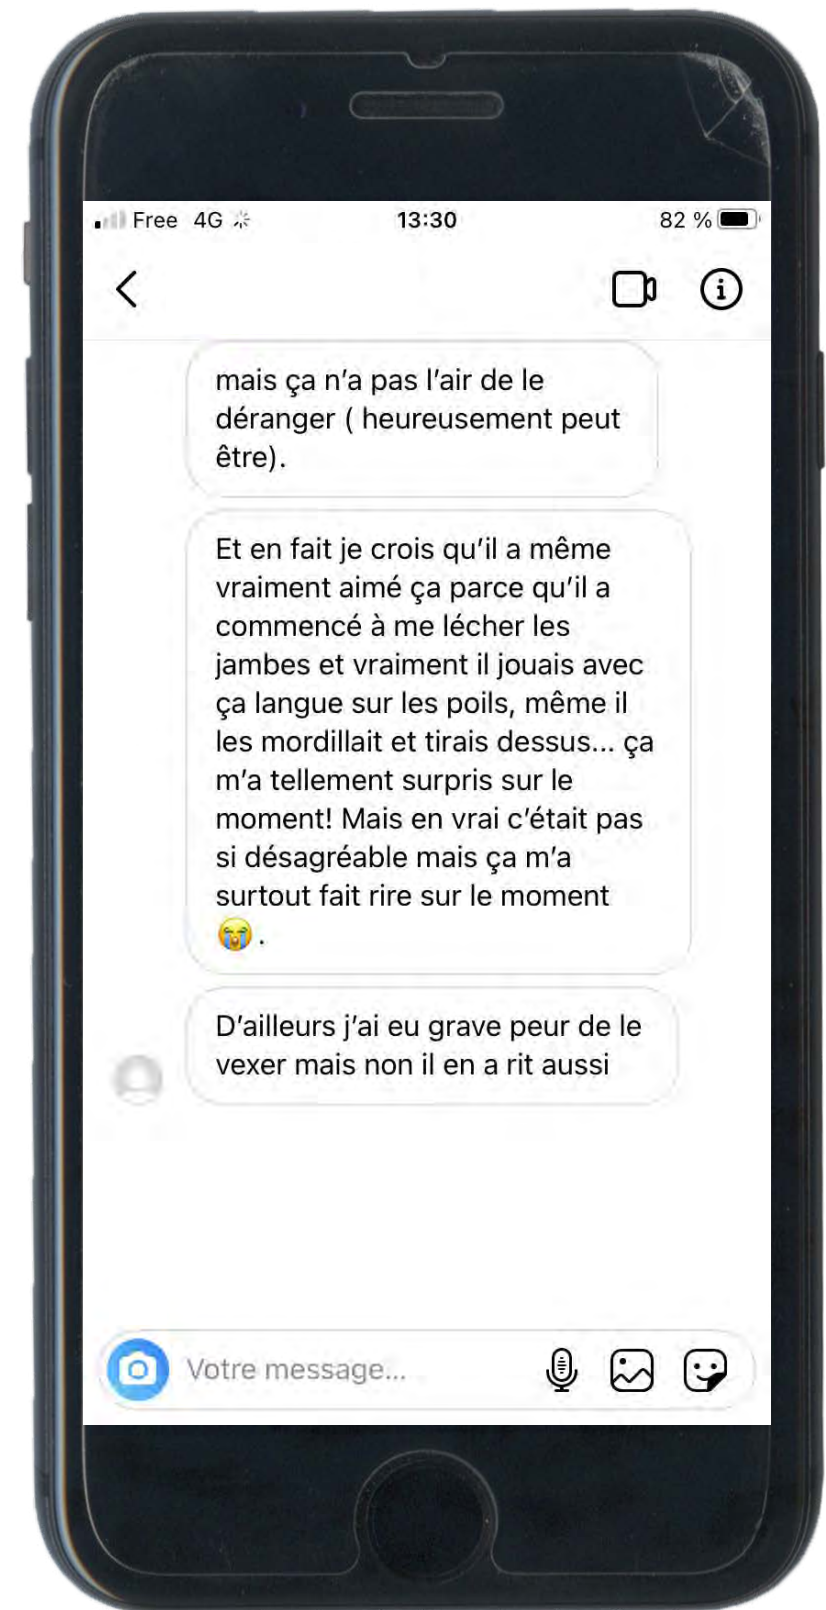 Free 4G 13:30 82 %
mais ça n'a pas l'air de le
déranger ( heureusement peut
être).
Et en fait je crois qu'il a même
vraiment aimé ça parce qu'il a
commencé à me lécher les
jambes et vraiment il jouais avec
ça langue sur les poils, même il
les mordillait et tirais dessus... ça
m'a tellement surpris sur le
moment! Mais en vrai c'était pas
si désagréable mais ça m'a
surtout fait rire sur le moment
😭.
D'ailleurs j'ai eu grave peur de le
vexer mais non il en a rit aussi
Votre message...